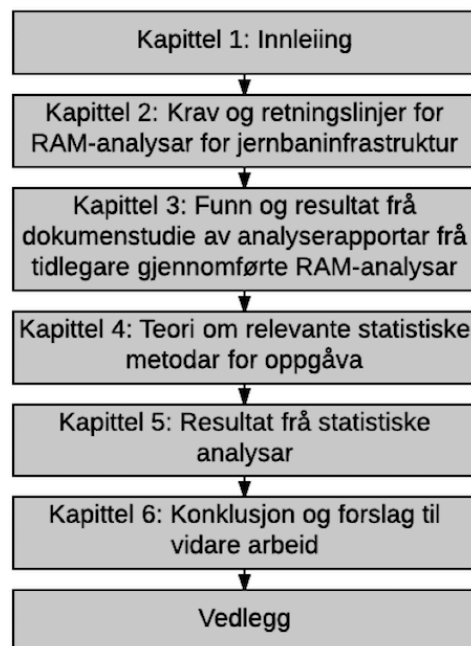 Kapittel 1: Innleiing
Kapittel 2: Krav og retningslinjer for
RAM-analysar for jernbaninfrastruktur
Kapittel 3: Funn og resultat frå
dokumenstudie av analyserapportar frå
tidlegare gjennomførte RAM-analysar
Kapittel 4: Teori om relevante statistiske
metodar for oppgåva
Kapittel 5: Resultat frå statistiske
analysar
Kapittel 6: Konklusjon og forslag til
vidare arbeid
Vedlegg